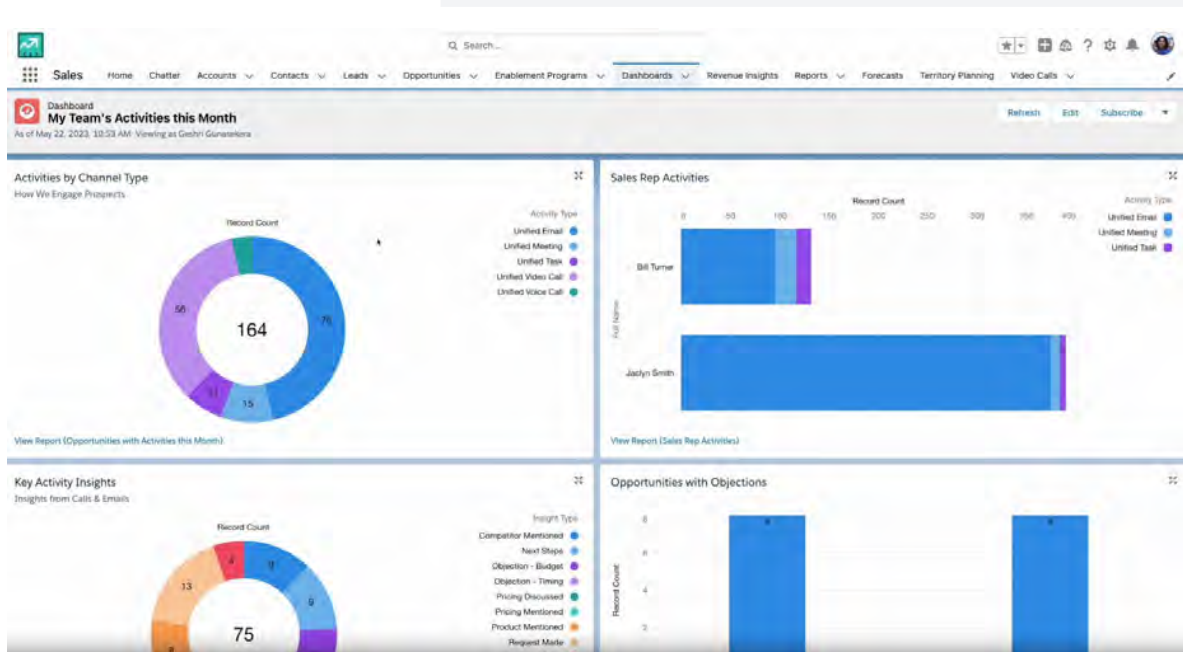 Search...
Sales Home Chatter Accounts Contacts Leads Opportunities Enablement Programs Dashboards Revenue Insights Reports Forecasts Territory Planning Video Calls
Dashboard
My Team's Activities this Month
As of May 22, 2023, 10:53 AM Viewing as Geshri Gunasekera
Refresh Edit Subscribe
Activities by Channel Type
How We Engage Prospects
Record Count
Activity Type
Unified Email
Unified Meeting
Unified Task
Unified Video Call
Unified Voice Call
56
76
164
11
15
View Report (Opportunities with Activities this Month)
Sales Rep Activities
Record Count
0 50 100 150 200 250 300 350 400
Activity Type
Unified Email
Unified Meeting
Unified Task
Full Name
Bill Turner
Jaclyn Smith
View Report (Sales Rep Activities)
Key Activity Insights
Insights from Calls & Emails
Record Count
Insight Type
Competitor Mentioned
Next Steps
Objection - Budget
Objection - Timing
Pricing Discussed
Pricing Mentioned
Product Mentioned
Request Made
4
9
13
9
75
Opportunities with Objections
Record Count
8
6
4
2